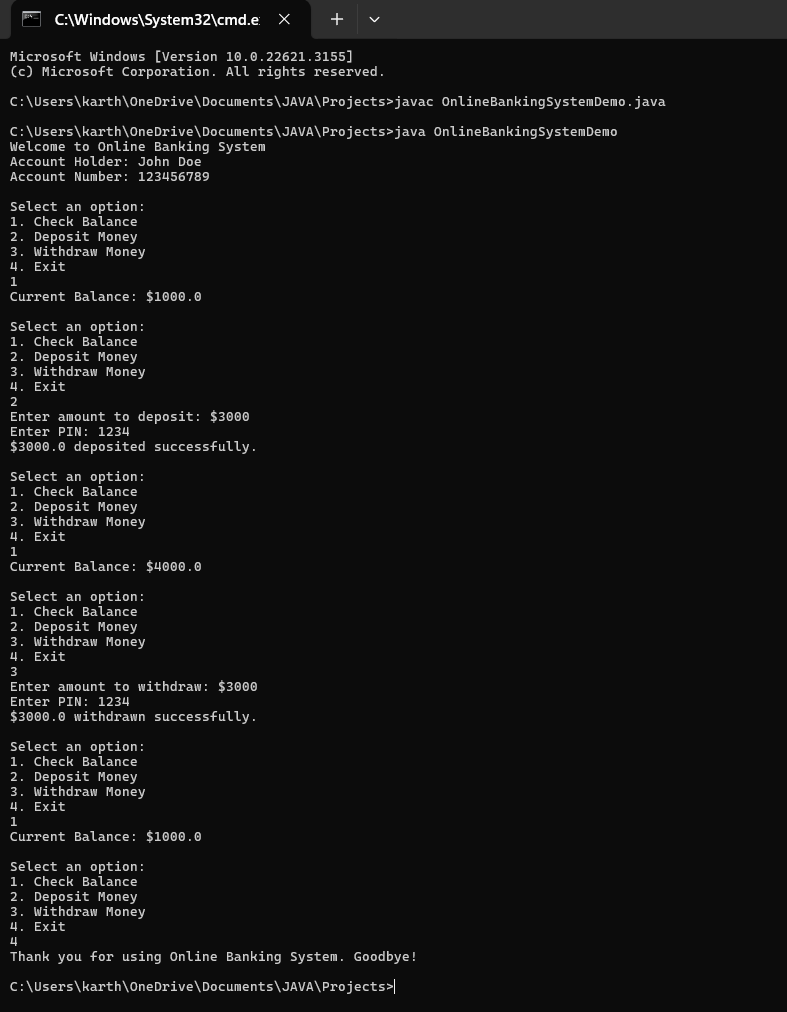 C:\Windows\System32\cmd.e
Microsoft Windows [Version 10.0.22621.3155]
(c) Microsoft Corporation. All rights reserved.
C:\Users\karth\OneDrive\Documents\JAVA\Projects>javac OnlineBankingSystemDemo.java
C:\Users\karth\OneDrive\Documents\JAVA\Projects>java OnlineBankingSystemDemo
Welcome to Online Banking System
Account Holder: John Doe
Account Number: 123456789
Select an option:
1. Check Balance
2. Deposit Money
3. Withdraw Money
4. Exit
1
Current Balance: $1000.0
Select an option:
1. Check Balance
2. Deposit Money
3. Withdraw Money
4. Exit
2
Enter amount to deposit: $3000
Enter PIN: 1234
$3000.0 deposited successfully.
Select an option:
1. Check Balance
2. Deposit Money
3. Withdraw Money
4. Exit
1
Current Balance: $4000.0
Select an option:
1. Check Balance
2. Deposit Money
3. Withdraw Money
4. Exit
3
Enter amount to withdraw: $3000
Enter PIN: 1234
$3000.0 withdrawn successfully.
Select an option:
1. Check Balance
2. Deposit Money
3. Withdraw Money
4. Exit
1
Current Balance: $1000.0
Select an option:
1. Check Balance
2. Deposit Money
3. Withdraw Money
4. Exit
4
Thank you for using Online Banking System. Goodbye!
C:\Users\karth\OneDrive\Documents\JAVA\Projects>